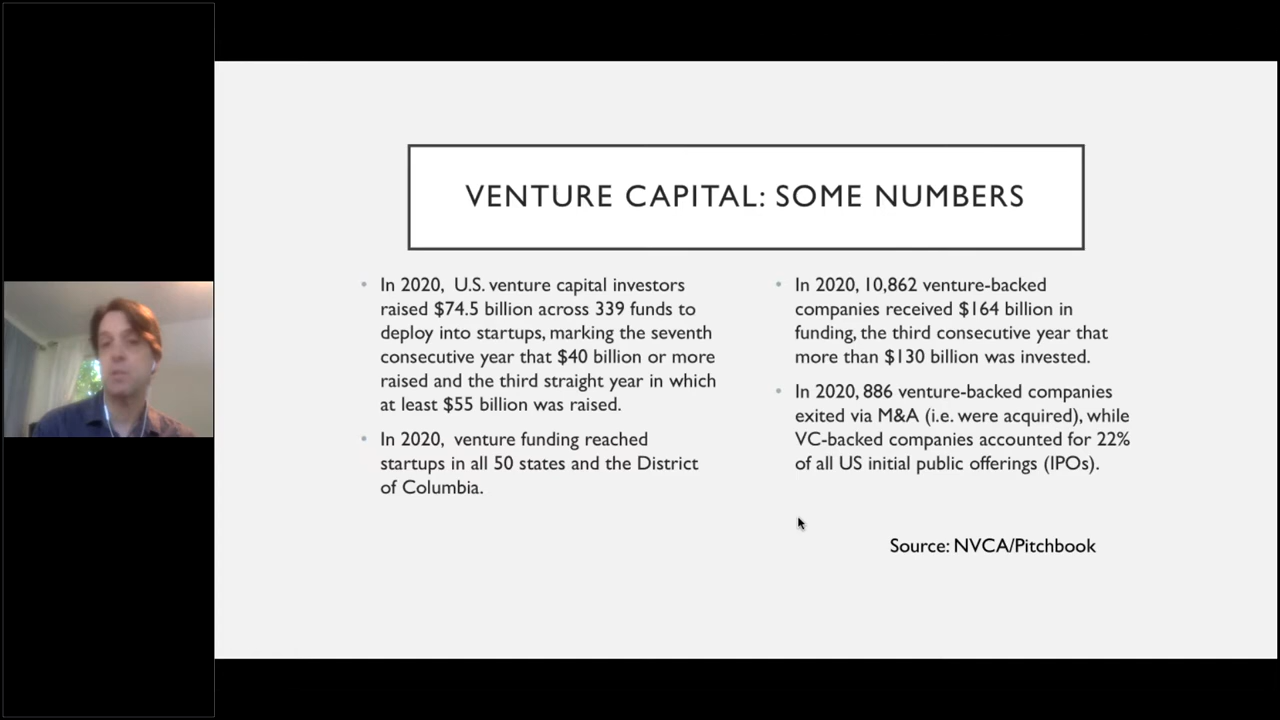 VENTURE CAPITAL: SOME NUMBERS
• In 2020,  U.S. venture capital investors
raised $74.5 billion across 339 funds to
deploy into startups, marking the seventh
consecutive year that $40 billion or more
raised and the third straight year in which
at least $55 billion was raised.
• In 2020,  venture funding reached
startups in all 50 states and the District
of Columbia.
• In 2020, 10,862 venture-backed
companies received $164 billion in
funding, the third consecutive year that
more than $130 billion was invested.
• In 2020, 886 venture-backed companies
exited via M&A (i.e. were acquired), while
VC-backed companies accounted for 22%
of all US initial public offerings (IPOs).
Source: NVCA/Pitchbook